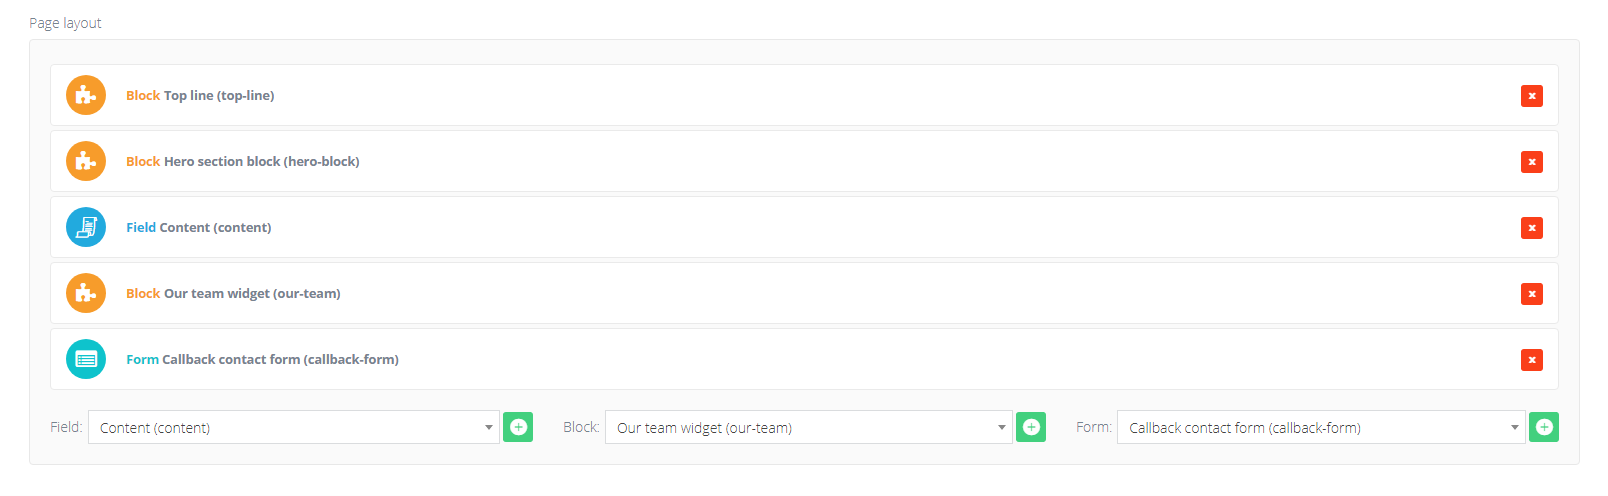 Page layout
Block Top line (top-line)
Block Hero section block (hero-block)
Field Content (content)
Block Our team widget (our-team)
Form Callback contact form (callback-form)
Field: Content (content) Block: Our team widget (our-team) Form: Callback contact form (callback-form)